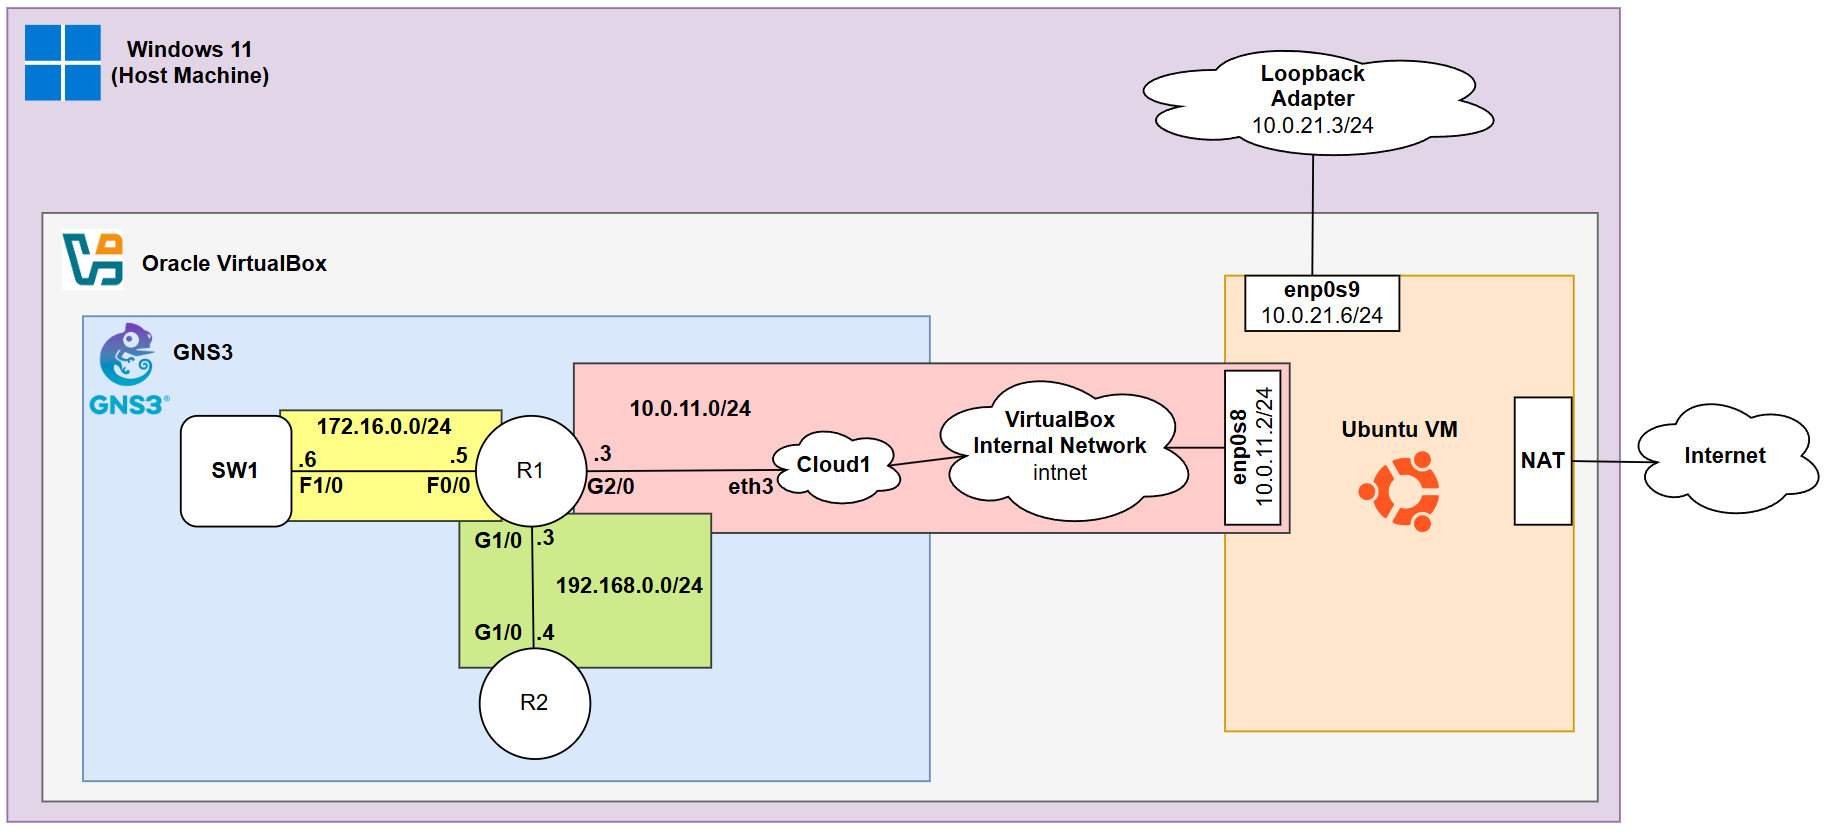 Windows 11
(Host Machine)
Loopback
Adapter
10.0.21.3/24
Oracle VirtualBox
enp0s9
10.0.21.6/24
GNS3
GNS3®
172.16.0.0/24
SW1
.6
F1/0
.5
F0/0
R1
10.0.11.0/24
.3
G2/0
eth3
Cloud1
VirtualBox
Internal Network
intnet
enp0s8
10.0.11.2/24
Ubuntu VM
NAT
Internet
G1/0
.3
192.168.0.0/24
G1/0
.4
R2